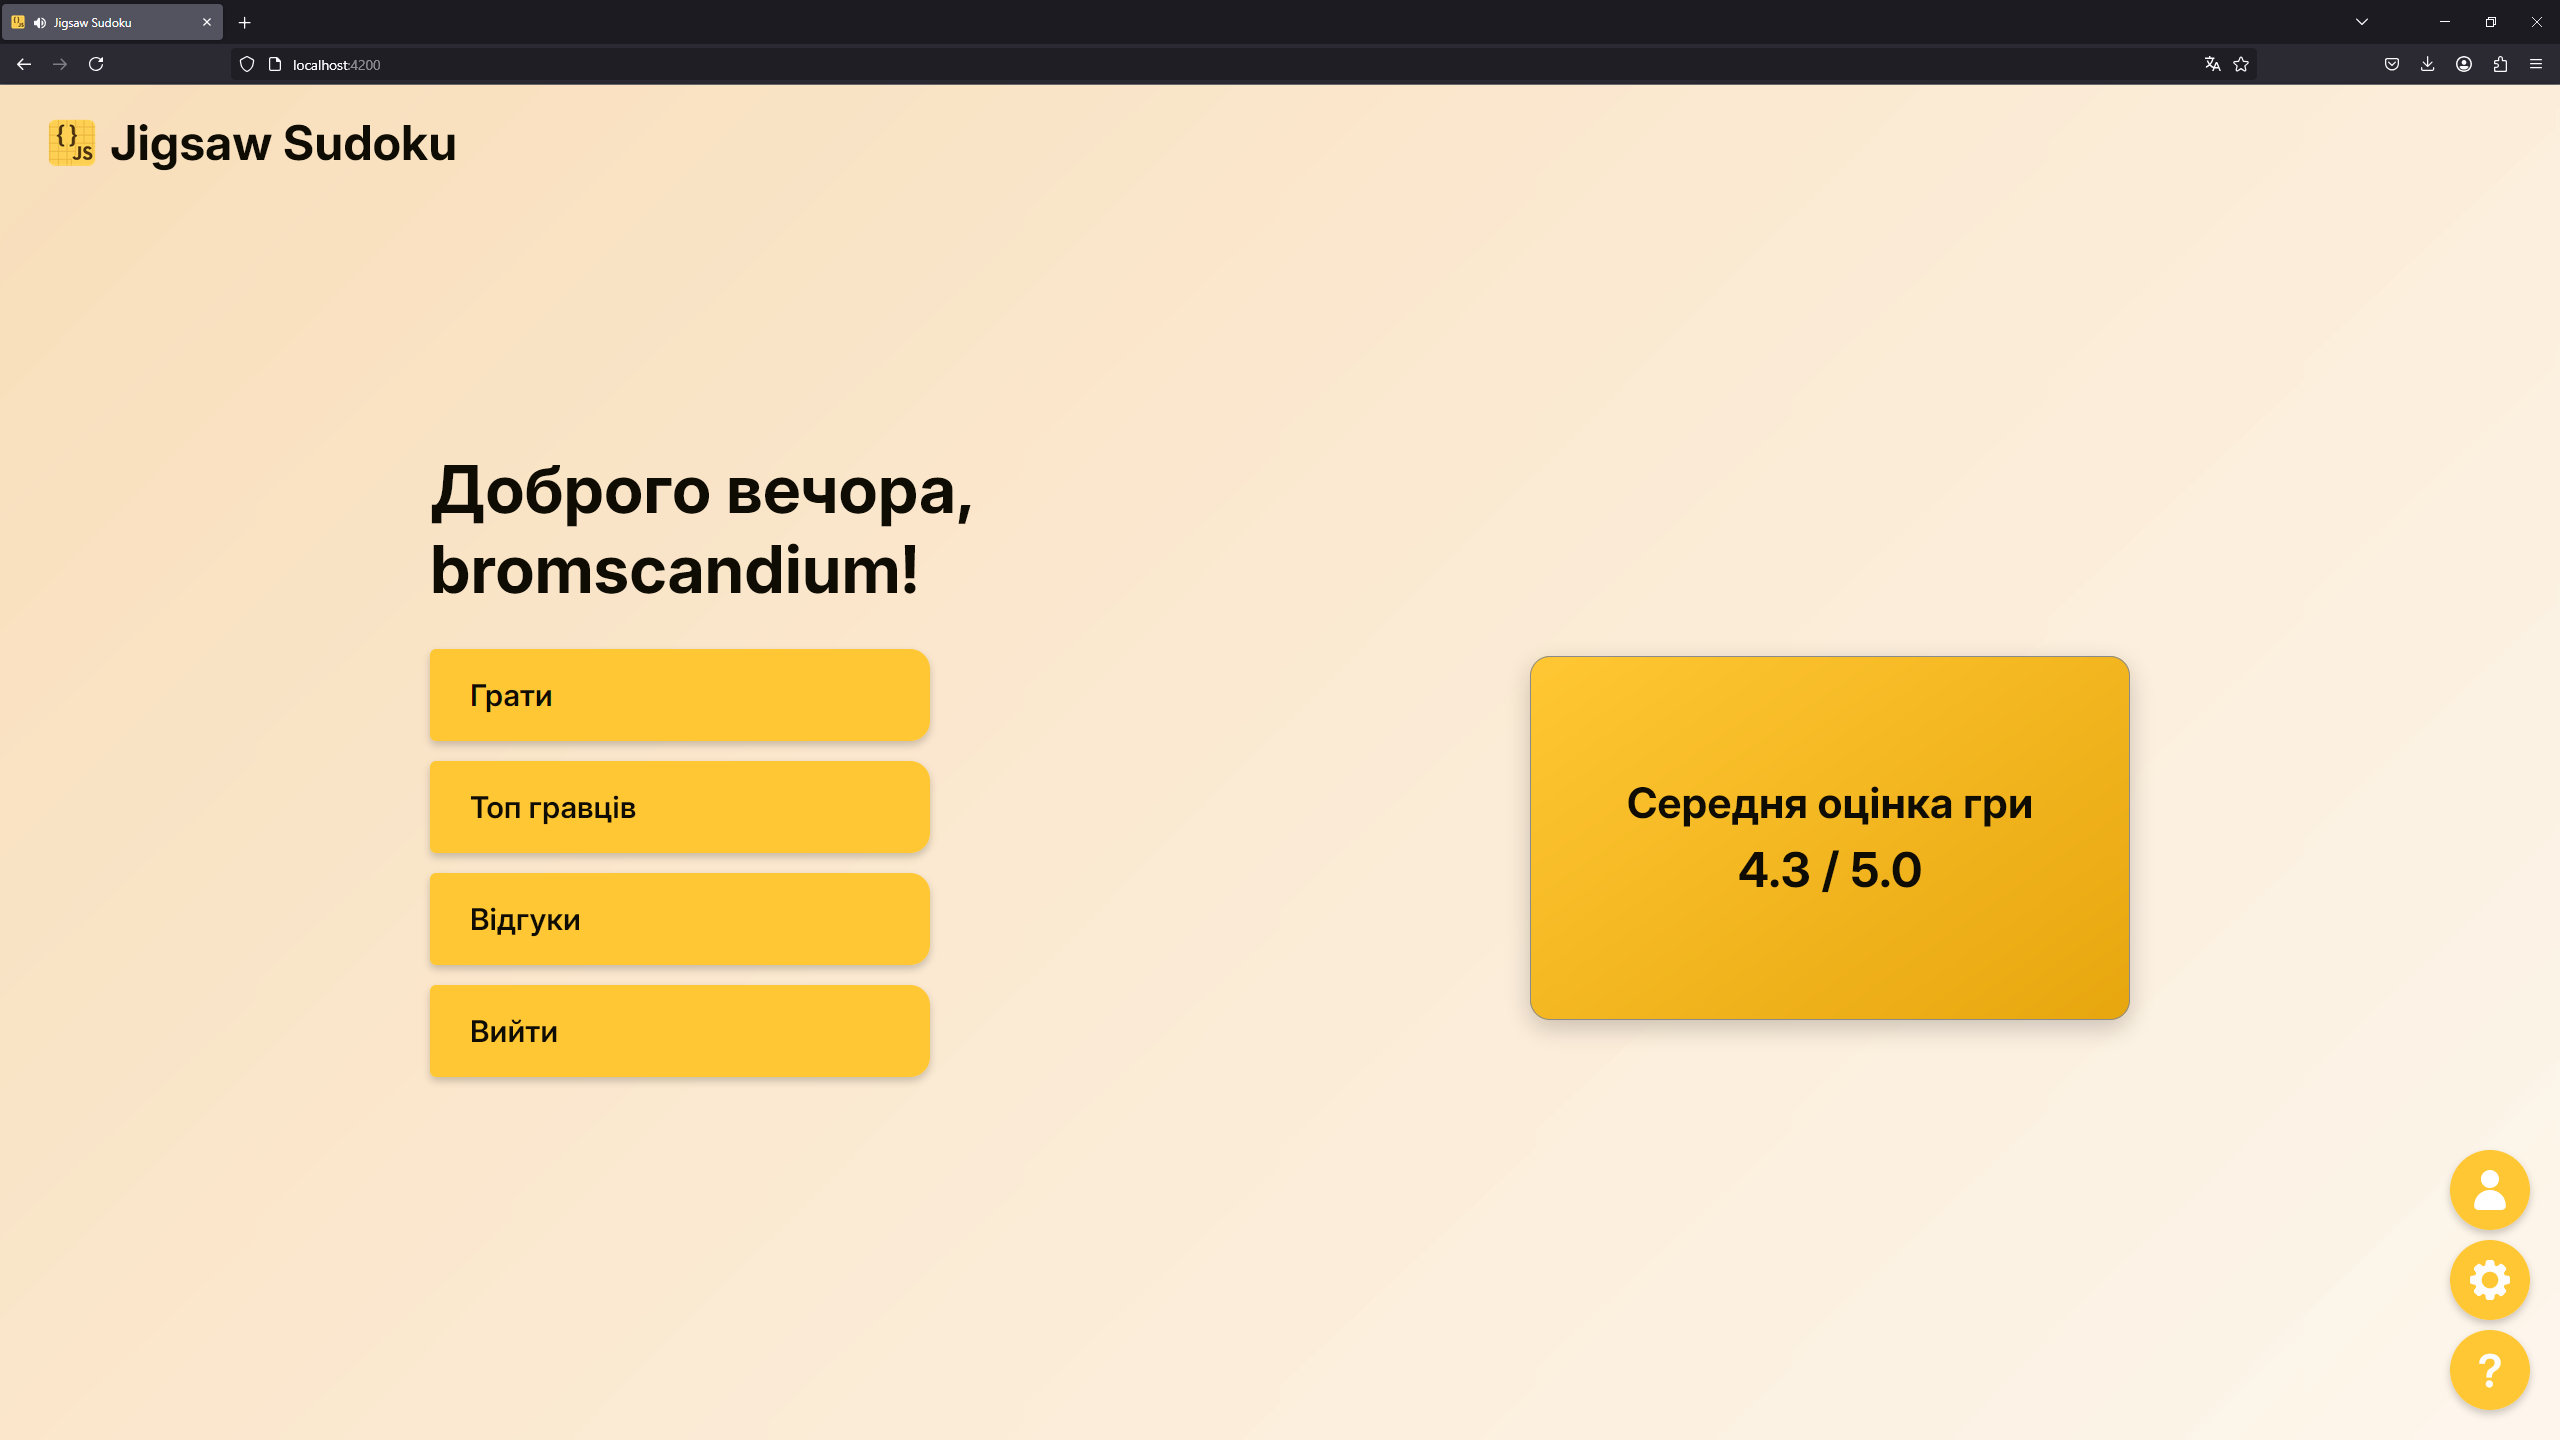 Jigsaw Sudoku
localhost:4200
{} JS
Jigsaw Sudoku
Доброго вечора,
bromscandium!
Грати
Топ гравців
Відгуки
Вийти
Середня оцінка гри
4.3 / 5.0
?